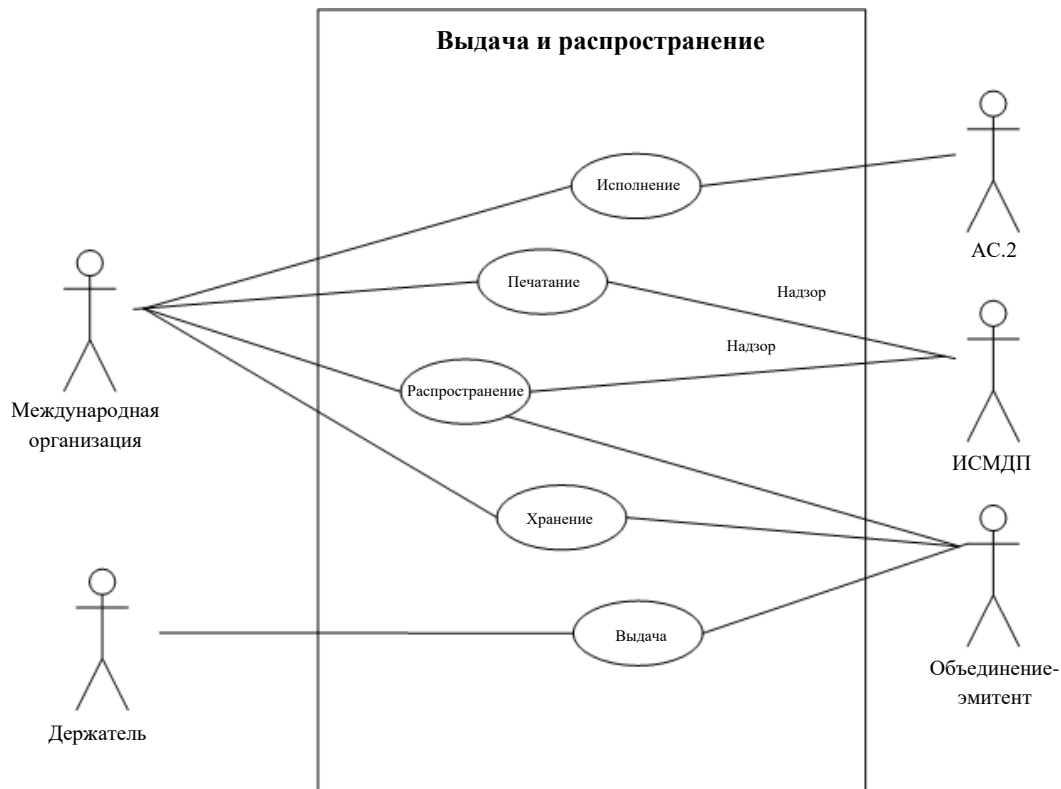 Выдача и распространение
Исполнение
АС.2
Печатание
Надзор
Надзор
Распространение
Международная
организация
ИСМДП
Хранение
Выдача
Объединение-
эмитент
Держатель